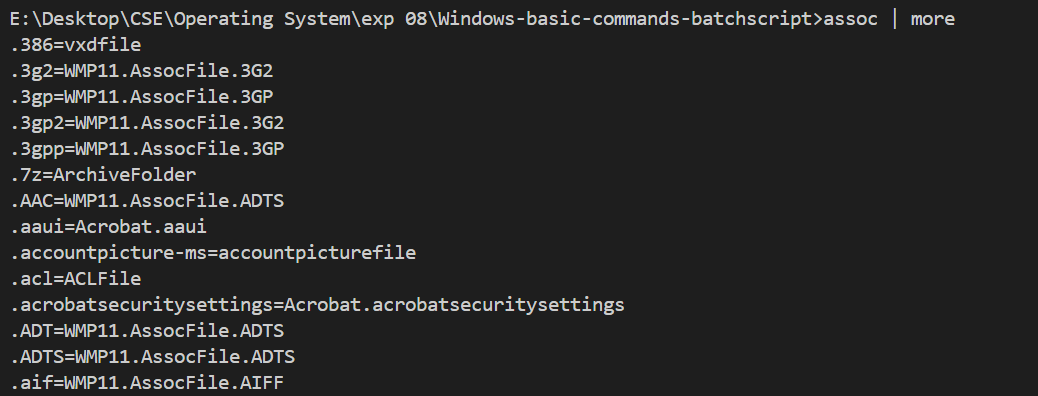 E:\Desktop\CSE\Operating System\exp 08\Windows-basic-commands-batchscript>assoc | more
.386=vxdfile
.3g2=WMP11.AssocFile.3G2
.3gp=WMP11.AssocFile.3GP
.3gp2=WMP11.AssocFile.3G2
.3gpp=WMP11.AssocFile.3GP
.7z=ArchiveFolder
.AAC=WMP11.AssocFile.ADTS
.aaui=Acrobat.aaui
.accountpicture-ms=accountpicturefile
.acl=ACLFile
.acrobatsecuritysettings=Acrobat.acrobatsecuritysettings
.ADT=WMP11.AssocFile.ADTS
.ADTS=WMP11.AssocFile.ADTS
.aif=WMP11.AssocFile.AIFF